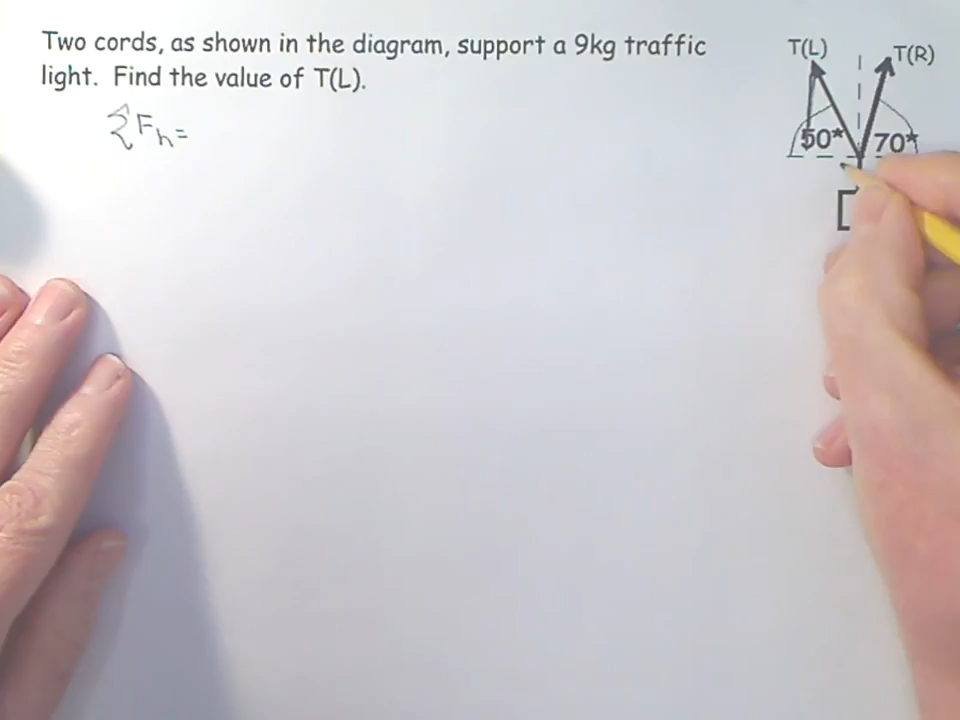 Two cords, as shown in the diagram, support a 9kg traffic
light. Find the value of T(L).
ΣFh=
T(L)
T(R)
50*
70*